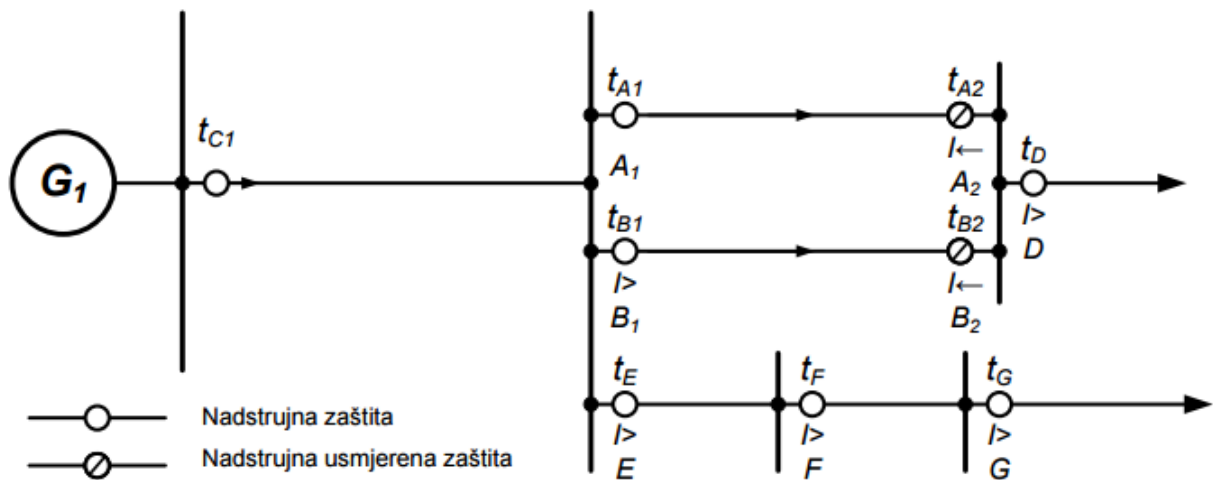 G1
tC1
tA1
A1
tB1
I>
B1
tA2
I←
A2
tB2
I←
B2
tD
I>
D
tE
I>
E
tF
I>
F
tG
I>
G
Nadstrujna zaštita
Nadstrujna usmjerena zaštita